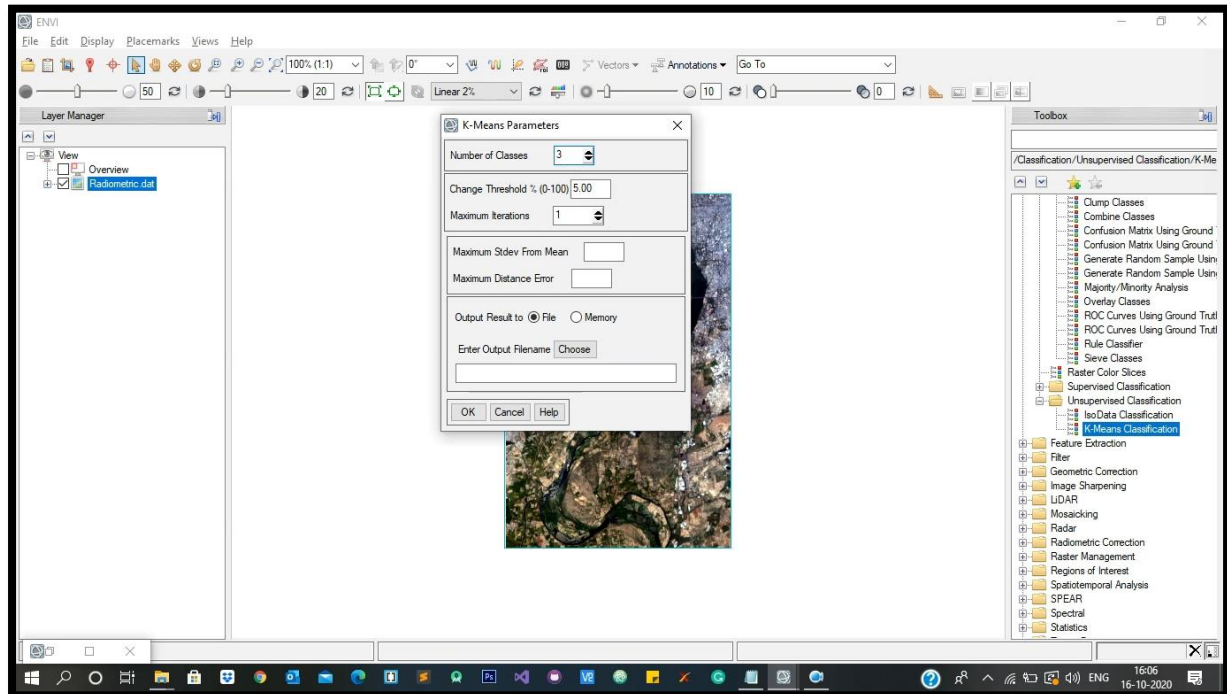 ENVI
File Edit Display Placemarks Views Help
100% (1:1) 0° Vectors Annotations Go To
50 20 Linear 2% 10 0
Layer Manager
View
Overview
Radiometric.dat
K-Means Parameters
Number of Classes 3
Change Threshold % (0-100) 5.00
Maximum Iterations 1
Maximum Stdev From Mean
Maximum Distance Error
Output Result to File Memory
Enter Output Filename Choose
OK Cancel Help
Toolbox
/Classification/Unsupervised Classification/K-Me
Clump Classes
Combine Classes
Confusion Matrix Using Ground
Confusion Matrix Using Ground
Generate Random Sample Usin
Generate Random Sample Usin
Majority/Minority Analysis
Overlay Classes
ROC Curves Using Ground Trut
ROC Curves Using Ground Trut
Rule Classifier
Sieve Classes
Raster Color Slices
Supervised Classification
Unsupervised Classification
IsoData Classification
K-Means Classification
Feature Extraction
Filter
Geometric Correction
Image Sharpening
LiDAR
Mosaicking
Radar
Radiometric Correction
Raster Management
Regions of Interest
Spatiotemporal Analysis
SPEAR
Spectral
Statistics
ENG
16:06
16-10-2020